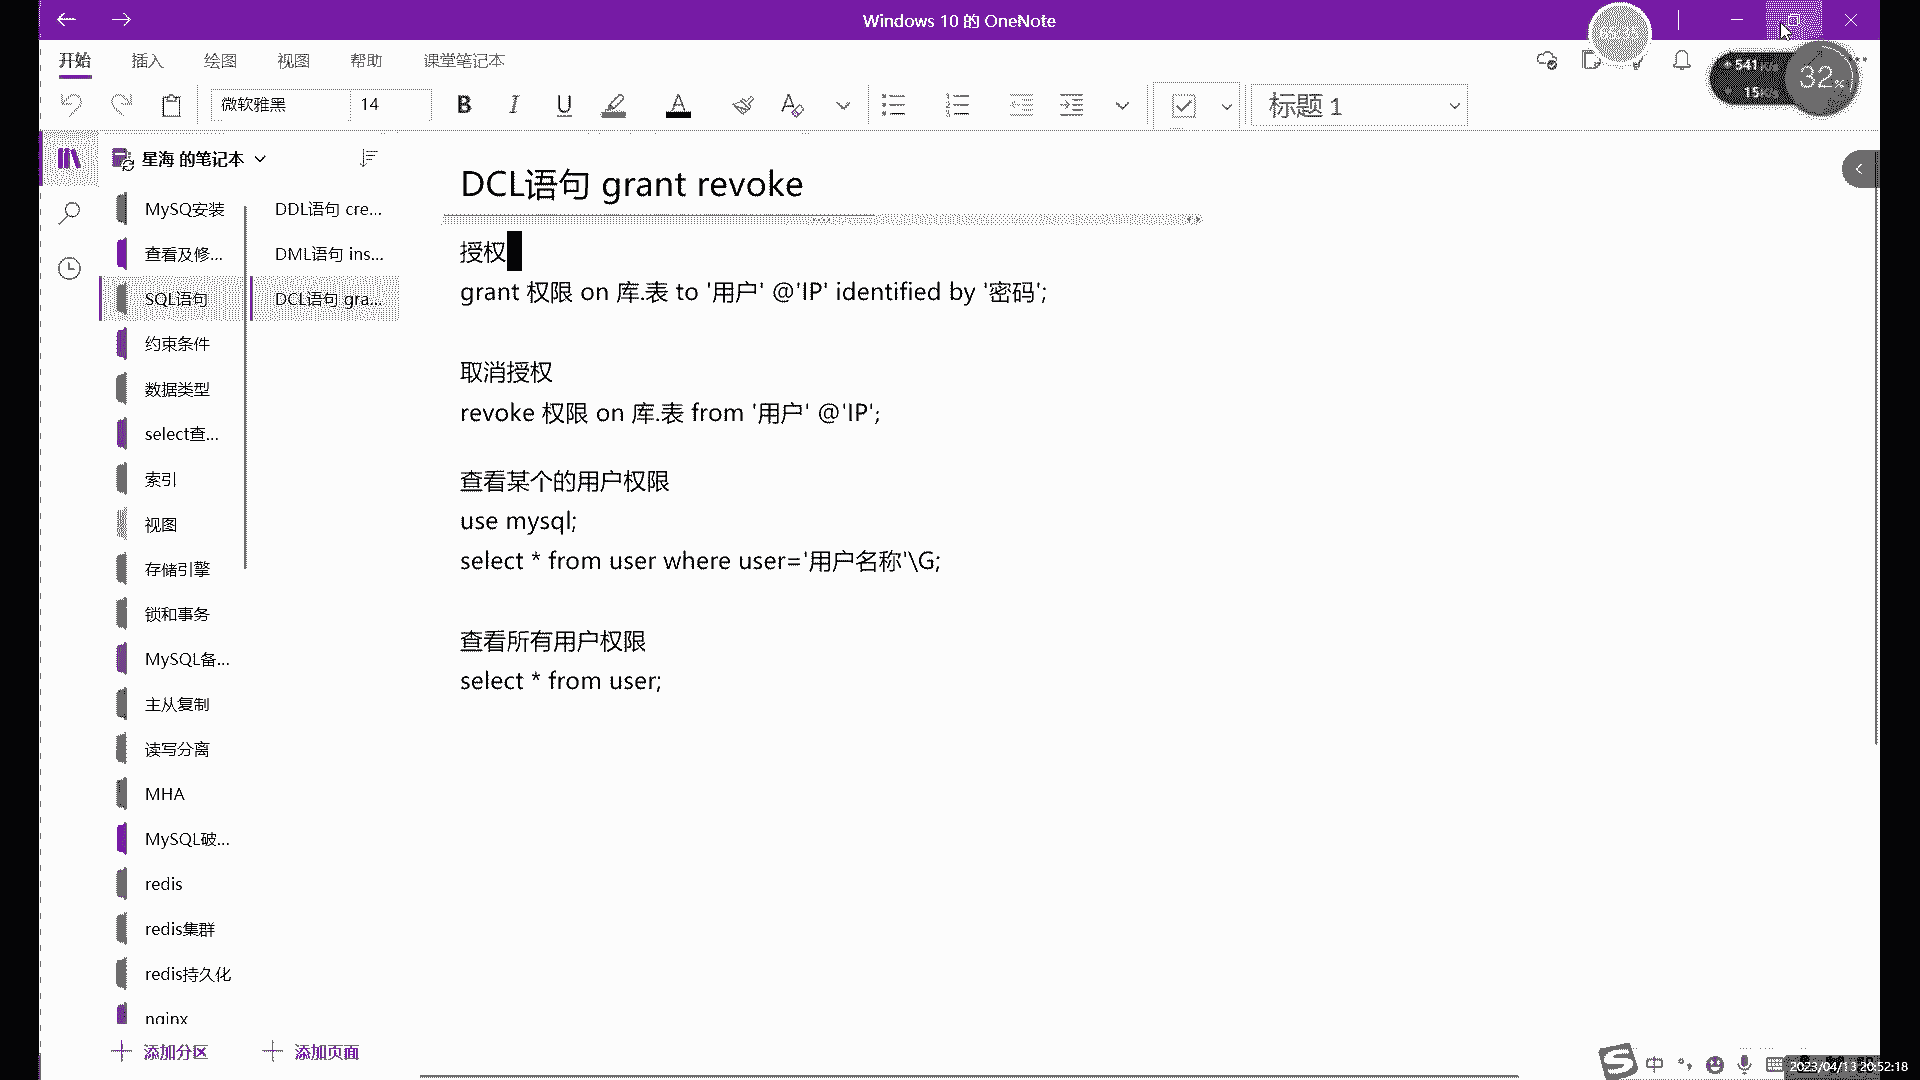 Windows 10 的 OneNote
开始 插入 绘图 视图 帮助 课堂笔记本
541
32%
15
微软雅黑 14 B I U A 标题 1
星海 的笔记本
MySQ安装
查看及修...
SQL语句
约束条件
数据类型
select查...
索引
视图
存储引擎
锁和事务
MySQL备...
主从复制
读写分离
MHA
MySQL破...
redis
redis集群
redis持久化
nginx
添加分区
DDL语句 cre...
DML语句 ins...
DCL语句 gra...
添加页面
DCL语句 grant revoke
授权
grant 权限 on 库.表 to '用户' @'IP' identified by '密码';
取消授权
revoke 权限 on 库.表 from '用户' @'IP';
查看某个的用户权限
use mysql;
select * from user where user='用户名称'\G;
查看所有用户权限
select * from user;
中
2023/04/13 20:52:18